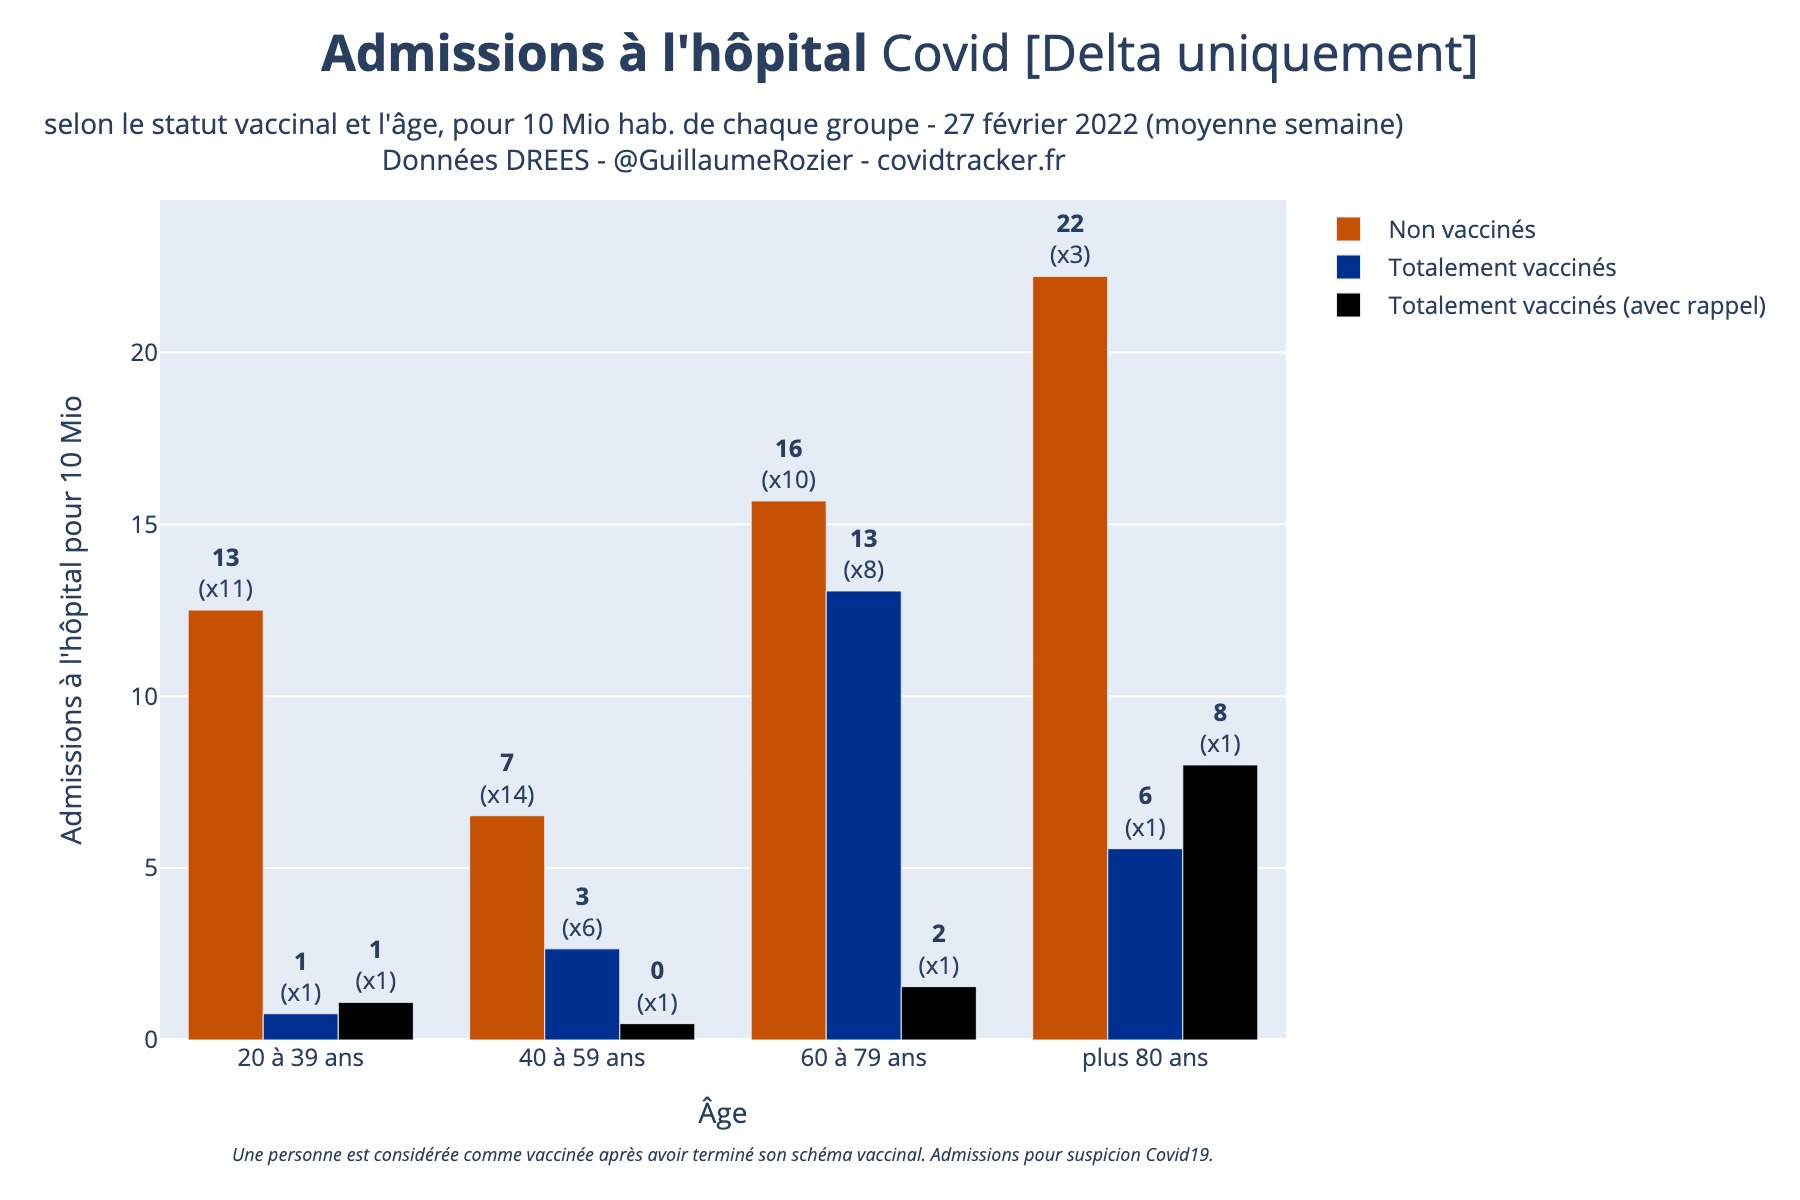 Admissions à l'hôpital Covid [Delta uniquement]
selon le statut vaccinal et l'âge, pour 10 Mio hab. de chaque groupe - 27 février 2022 (moyenne semaine)
Données DREES - @GuillaumeRozier - covidtracker.fr
Non vaccinés
Totalement vaccinés
Totalement vaccinés (avec rappel)
Admissions à l'hôpital pour 10 Mio
20
15
10
5
0
13
(x11)
1
(x1)
1
(x1)
7
(x14)
3
(x6)
0
(x1)
16
(x10)
13
(x8)
2
(x1)
22
(x3)
6
(x1)
8
(x1)
20 à 39 ans
40 à 59 ans
60 à 79 ans
plus 80 ans
Âge
Une personne est considérée comme vaccinée après avoir terminé son schéma vaccinal. Admissions pour suspicion Covid19.